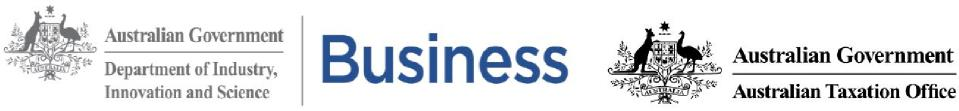 Australian Government
Department of Industry,
Innovation and Science
Business
Australian Government
Australian Taxation Office